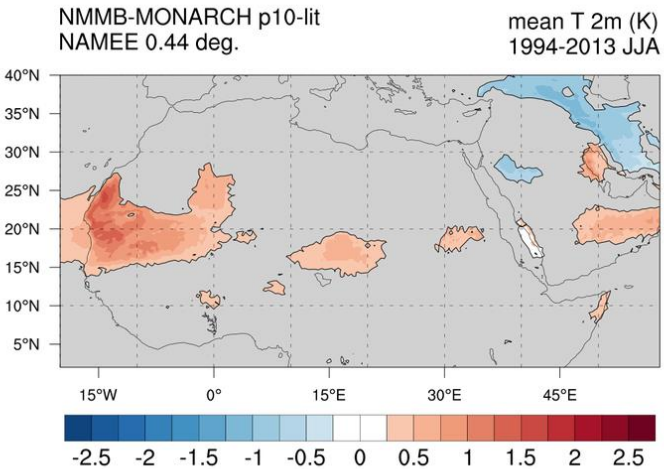 NMMB-MONARCH p10-lit
NAMEE 0.44 deg.
mean T 2m (K)
1994-2013 JJA
40°N
35°N
30°N
25°N
20°N
15°N
10°N
5°N
15°W 0° 15°E 30°E 45°E
-2.5 -2 -1.5 -1 -0.5 0 0.5 1 1.5 2 2.5